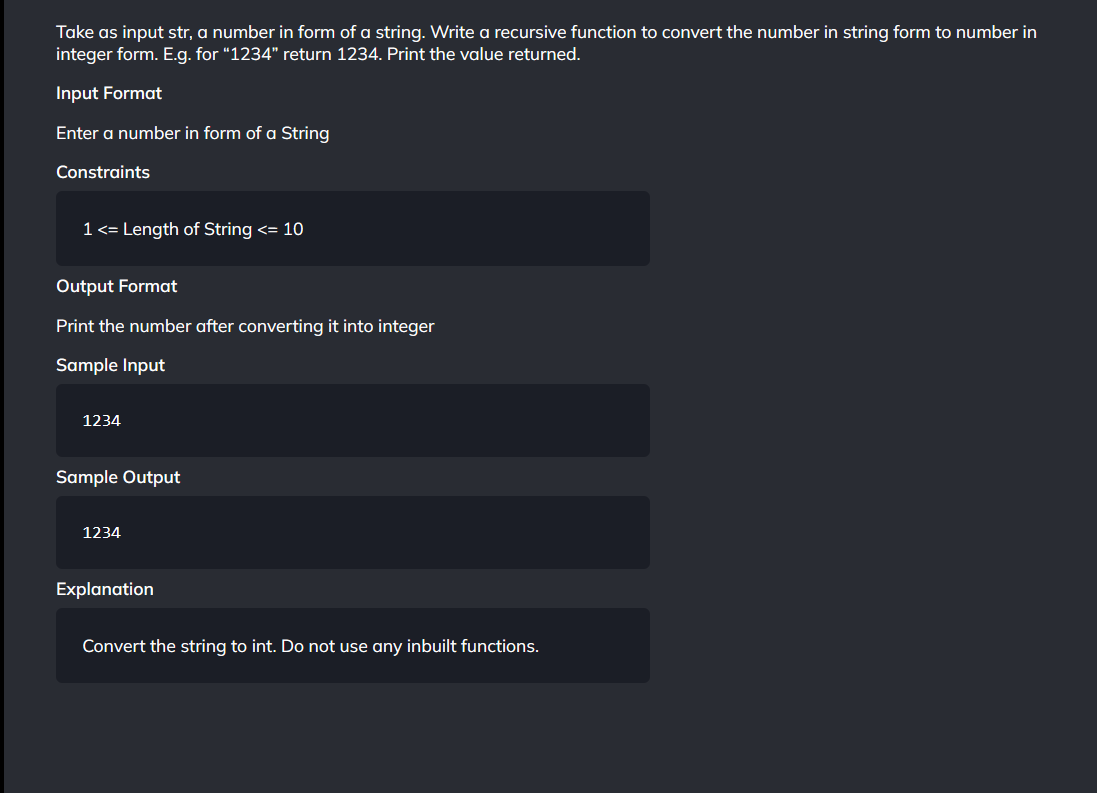 Take as input str, a number in form of a string. Write a recursive function to convert the number in string form to number in
integer form. E.g. for “1234” return 1234. Print the value returned.
Input Format
Enter a number in form of a String
Constraints
1 <= Length of String <= 10
Output Format
Print the number after converting it into integer
Sample Input
1234
Sample Output
1234
Explanation
Convert the string to int. Do not use any inbuilt functions.